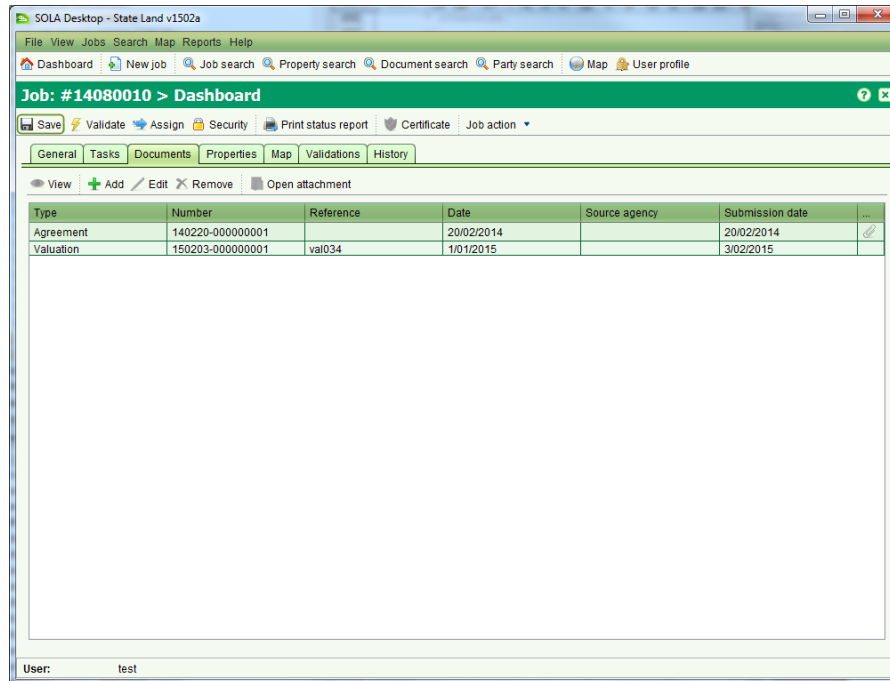 SOLA Desktop - State Land v1502a
File View Jobs Search Map Reports Help
Dashboard New job Job search Property search Document search Party search Map User profile
Job: #14080010 > Dashboard
Save Validate Assign Security Print status report Certificate Job action
General Tasks Documents Properties Map Validations History
View Add Edit Remove Open attachment
Type Number Reference Date Source agency Submission date ...
Agreement 140220-000000001 20/02/2014 20/02/2014
Valuation 150203-000000001 val034 1/01/2015 3/02/2015
User: test